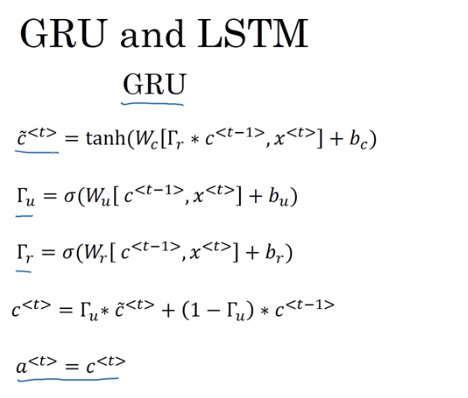 GRU and LSTM
GRU
c̃<t> = tanh(W_c[Γ_r * c<t−1>, x<t>] + b_c)
Γ_u = σ(W_u[ c<t−1>, x<t>] + b_u)
Γ_r = σ(W_r[ c<t−1>, x<t>] + b_r)
c<t> = Γ_u * c̃<t> + (1 − Γ_u) * c<t−1>
a<t> = c<t>